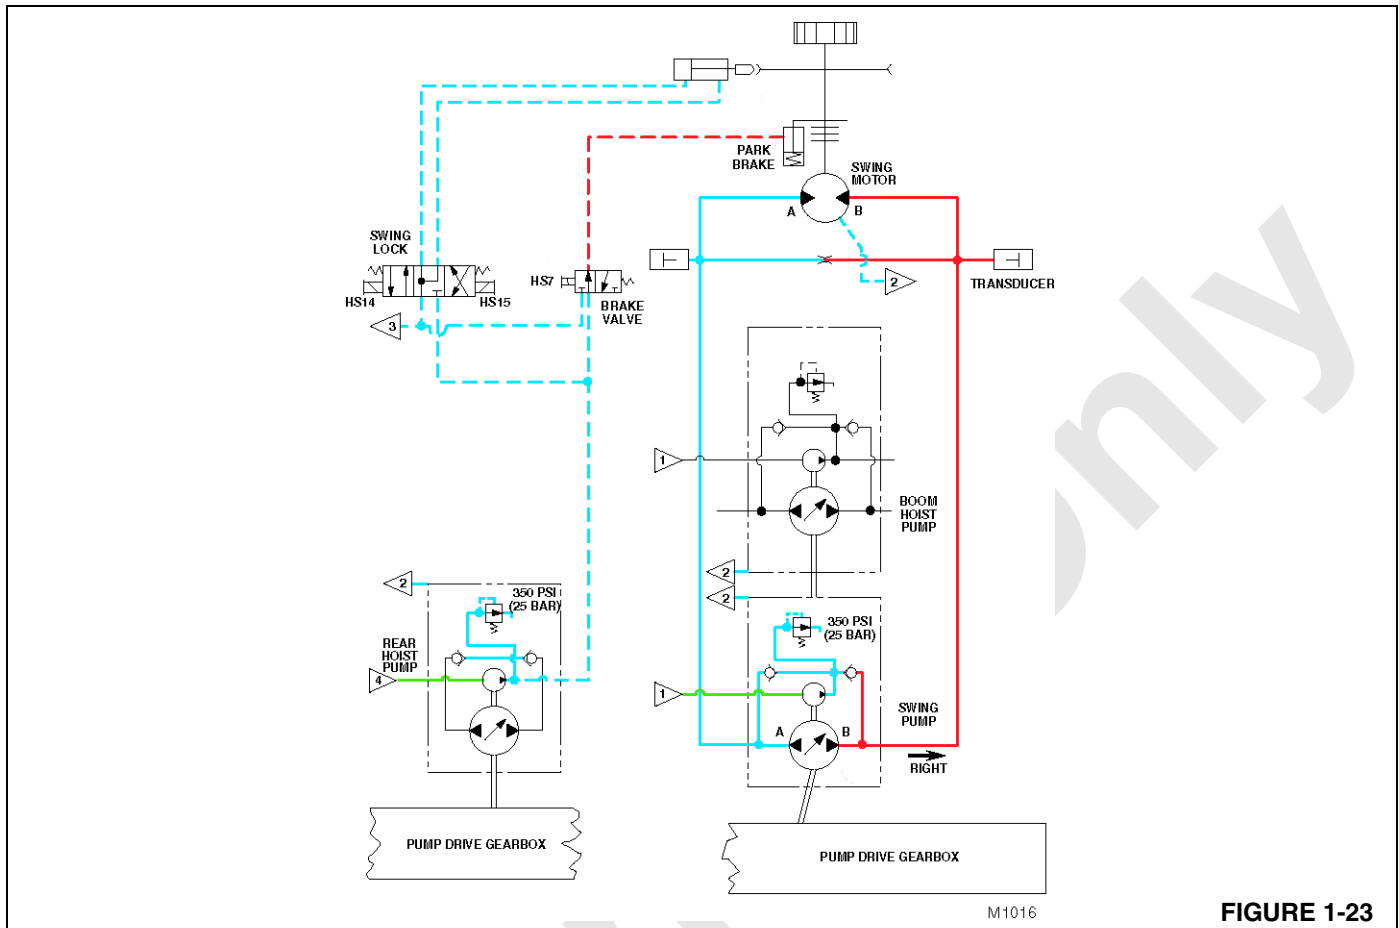 PARK
BRAKE
SWING
MOTOR
A
B
SWING
LOCK
HS14
HS15
HS7
BRAKE
VALVE
3
2
TRANSDUCER
1
BOOM
HOIST
PUMP
2
2
2
350 PSI
(25 BAR)
350 PSI
(25 BAR)
REAR
HOIST
PUMP
4
1
A
B
SWING
PUMP
RIGHT
PUMP DRIVE GEARBOX
PUMP DRIVE GEARBOX
M1016
FIGURE 1-23
only